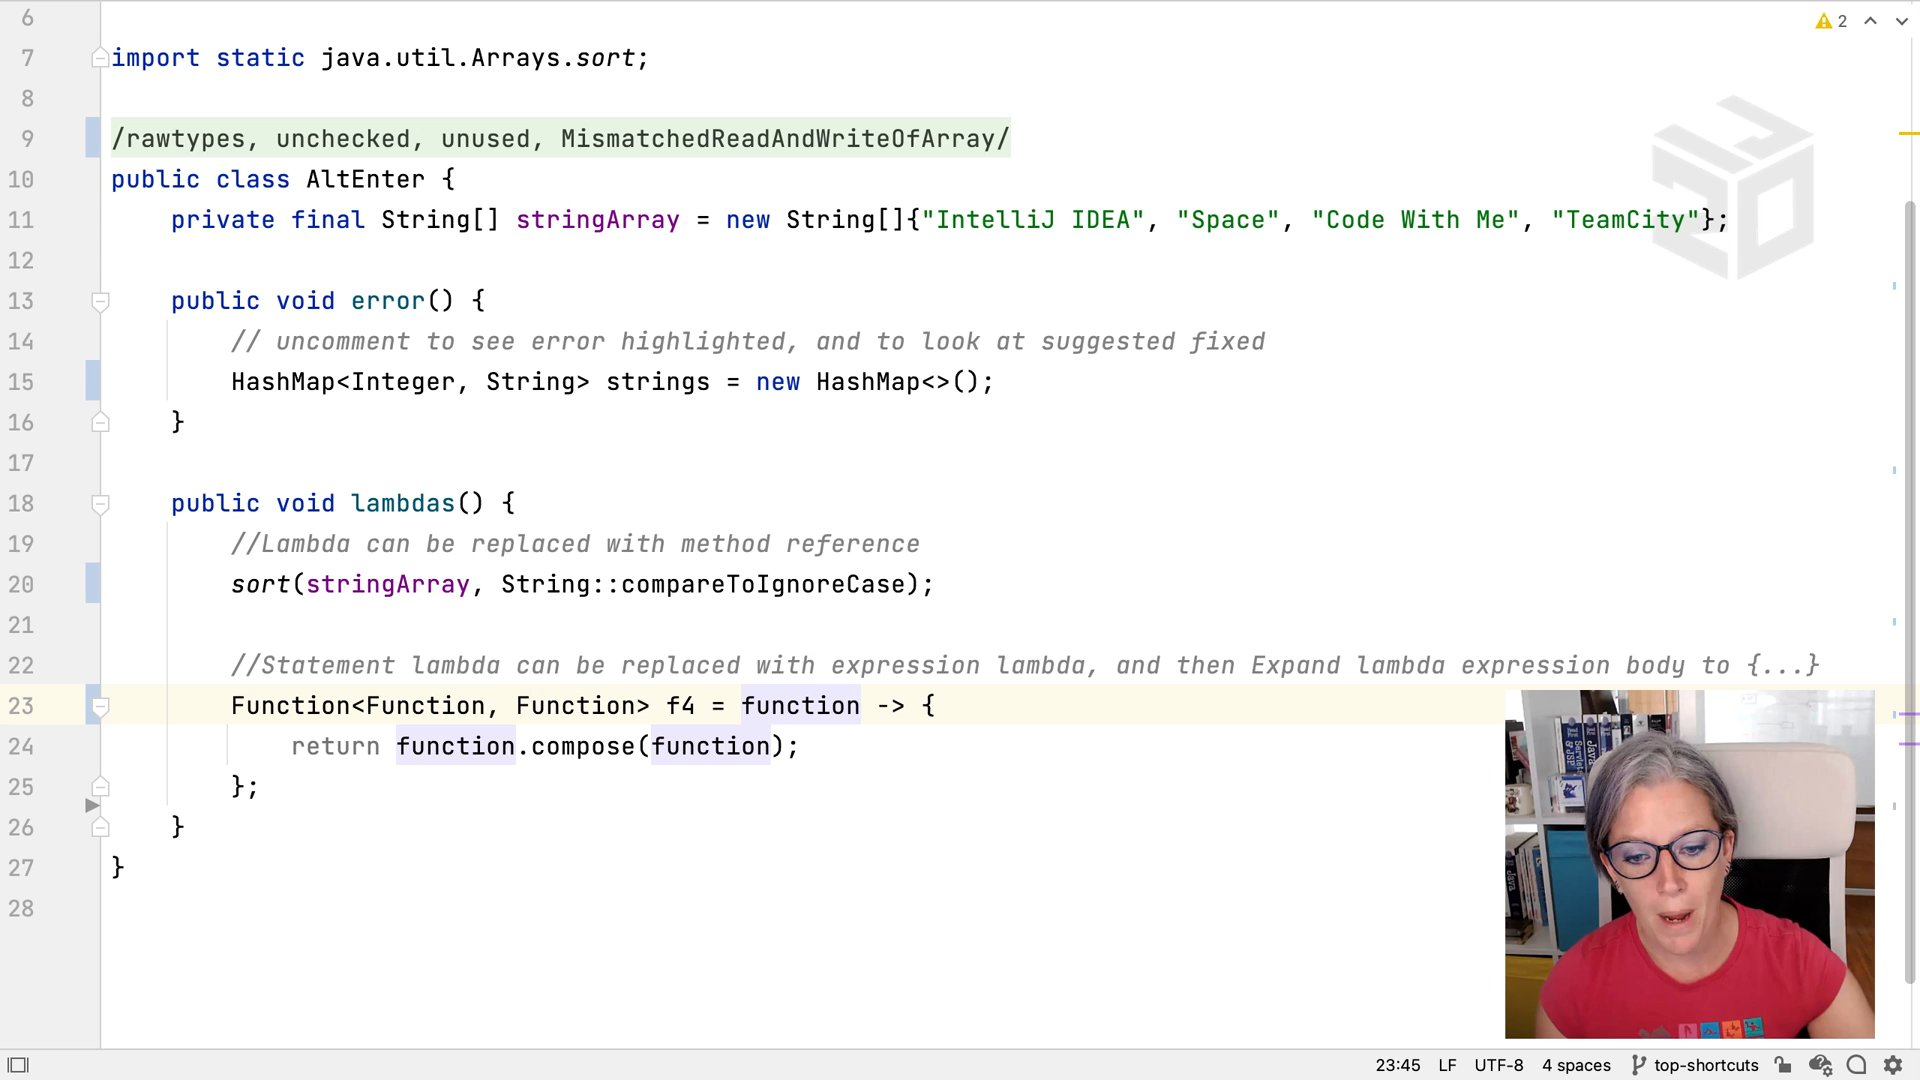 2
6
7 import static java.util.Arrays.sort;
8
9 /rawtypes, unchecked, unused, MismatchedReadAndWriteOfArray/
10 public class AltEnter {
11 private final String[] stringArray = new String[]{"IntelliJ IDEA", "Space", "Code With Me", "TeamCity"};
12
13 public void error() {
14 // uncomment to see error highlighted, and to look at suggested fixed
15 HashMap<Integer, String> strings = new HashMap<>();
16 }
17
18 public void lambdas() {
19 //Lambda can be replaced with method reference
20 sort(stringArray, String::compareToIgnoreCase);
21
22 //Statement lambda can be replaced with expression lambda, and then Expand lambda expression body to {...}
23 Function<Function, Function> f4 = function -> {
24 return function.compose(function);
25 };
26 }
27 }
28
23:45 LF UTF-8 4 spaces top-shortcuts